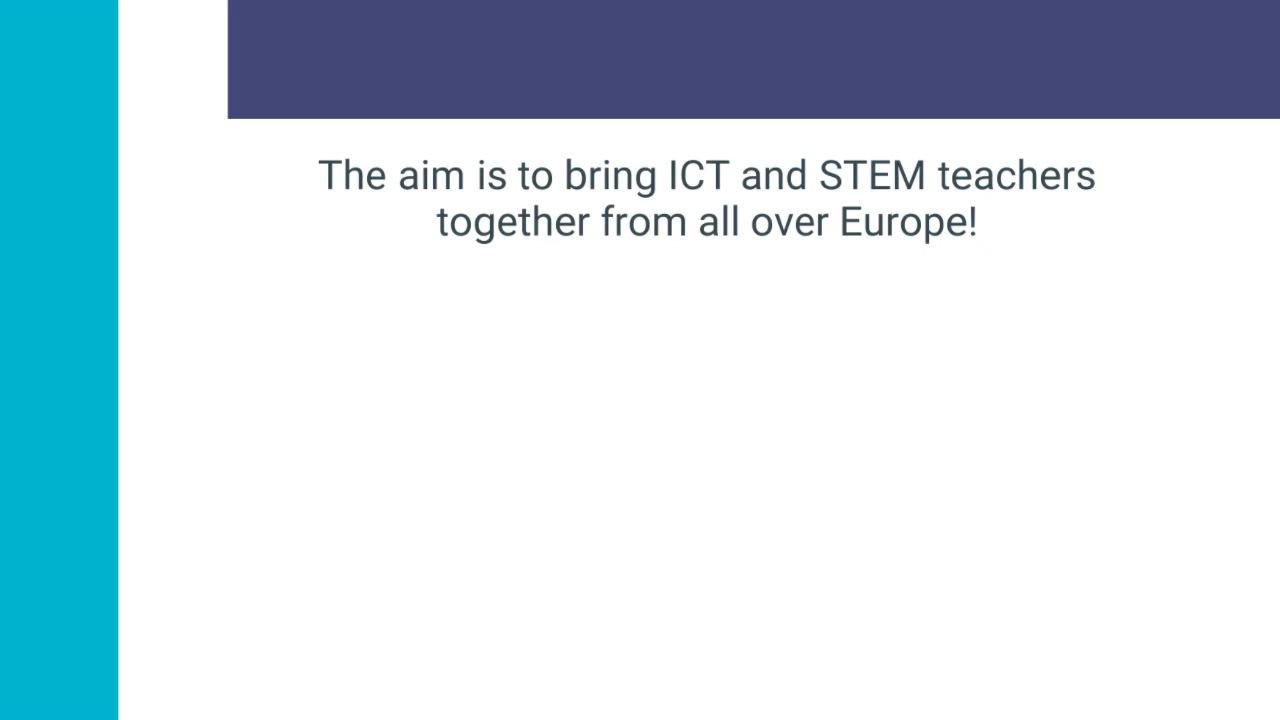 The aim is to bring ICT and STEM teachers
together from all over Europe!